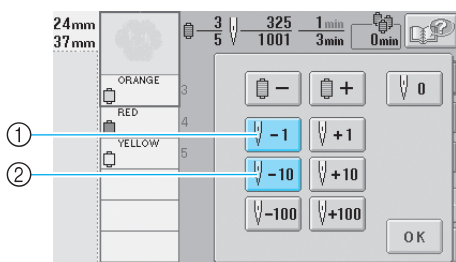 24mm
37mm
3
5
325
1001
1min
3min
0min
?
ORANGE
3
RED
4
YELLOW
5
−
+
0
① −1 +1
② −10 +10
−100 +100
OK